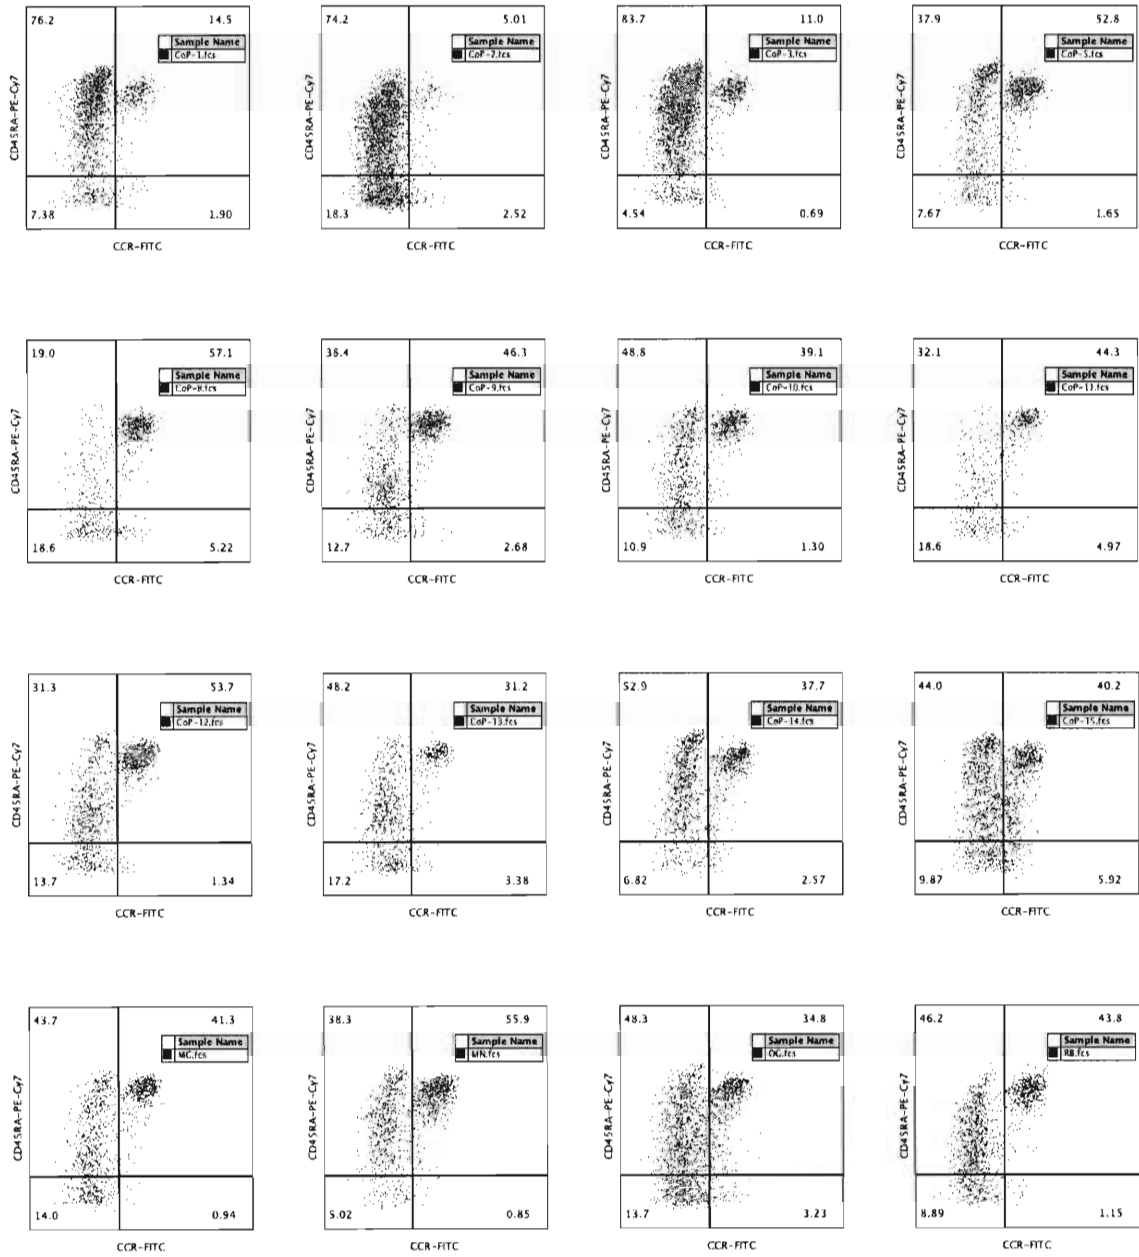 76.2 14.5
Sample Name
CoP-1.fcs
CD45RA-PE-Cy7
7.38 1.90
CCR-FITC
74.2 5.01
Sample Name
CoP-2.fcs
CD45RA-PE-Cy7
18.3 2.52
CCR-FITC
83.7 11.0
Sample Name
CoP-3.fcs
CD45RA-PE-Cy7
4.54 0.69
CCR-FITC
37.9 52.8
Sample Name
CoP-5.fcs
CD45RA-PE-Cy7
7.67 1.65
CCR-FITC
19.0 57.1
Sample Name
CoP-8.fcs
CD45RA-PE-Cy7
18.6 5.22
CCR-FITC
38.4 46.3
Sample Name
CoP-9.fcs
CD45RA-PE-Cy7
12.7 2.68
CCR-FITC
48.8 39.1
Sample Name
CoP-10.fcs
CD45RA-PE-Cy7
10.9 1.30
CCR-FITC
32.1 44.3
Sample Name
CoP-11.fcs
CD45RA-PE-Cy7
18.6 4.97
CCR-FITC
31.3 53.7
Sample Name
CoP-12.fcs
CD45RA-PE-Cy7
13.7 1.34
CCR-FITC
48.2 31.2
Sample Name
CoP-13.fcs
CD45RA-PE-Cy7
17.2 3.38
CCR-FITC
52.9 37.7
Sample Name
CoP-14.fcs
CD45RA-PE-Cy7
6.82 2.57
CCR-FITC
44.0 40.2
Sample Name
CoP-15.fcs
CD45RA-PE-Cy7
9.87 5.92
CCR-FITC
43.7 41.3
Sample Name
MC.fcs
CD45RA-PE-Cy7
14.0 0.94
CCR-FITC
38.3 55.9
Sample Name
MN.fcs
CD45RA-PE-Cy7
5.02 0.85
CCR-FITC
48.3 34.8
Sample Name
OG.fcs
CD45RA-PE-Cy7
13.7 3.23
CCR-FITC
46.2 43.8
Sample Name
RB.fcs
CD45RA-PE-Cy7
8.89 1.15
CCR-FITC